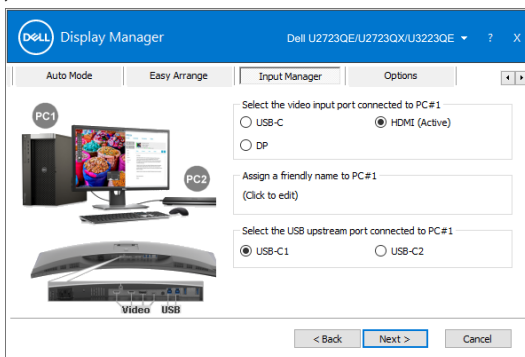 DELL Display Manager Dell U2723QE/U2723QX/U3223QE ? X
Auto Mode Easy Arrange Input Manager Options
Select the video input port connected to PC#1
USB-C HDMI (Active)
DP
PC1
PC2
Assign a friendly name to PC#1
(Click to edit)
Select the USB upstream port connected to PC#1
USB-C1 USB-C2
Video USB
< Back Next > Cancel